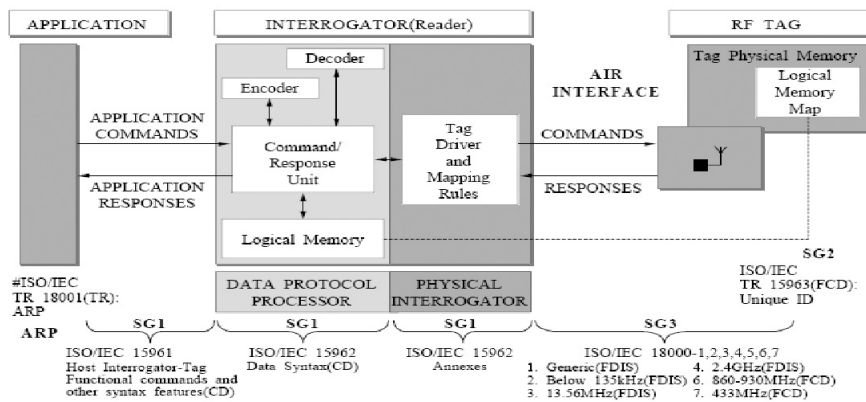 APPLICATION
INTERROGATOR(Reader)
RF TAG
Decoder
Encoder
Command/
Response
Unit
Logical Memory
Tag
Driver
and
Mapping
Rules
Tag Physical Memory
Logical
Memory
Map
AIR
INTERFACE
APPLICATION
COMMANDS
APPLICATION
RESPONSES
COMMANDS
RESPONSES
DATA PROTOCOL
PROCESSOR
PHYSICAL
INTERROGATOR
#ISO/IEC
TR 18001(TR):
ARP
ARP
SG2
ISO/IEC
TR 15963(FCD):
Unique ID
SG1
SG1
SG1
SG3
ISO/IEC 15961
Host Interrogator-Tag
Functional commands and
other syntax features(CD)
ISO/IEC 15962
Data Syntax(CD)
ISO/IEC 15962
Annexes
ISO/IEC 18000-1,2,3,4,5,6,7
1. Generic(FDIS) 4. 2.4GHz(FDIS)
2. Below 135kHz(FDIS) 6. 860-930MHz(FCD)
3. 13.56MHz(FDIS) 7. 433MHz(FCD)